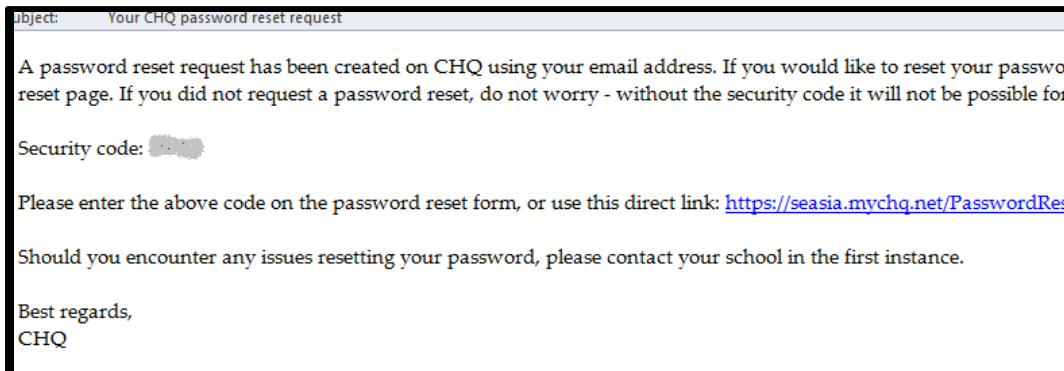 ubject: Your CHQ password reset request
A password reset request has been created on CHQ using your email address. If you would like to reset your passwo
reset page. If you did not request a password reset, do not worry - without the security code it will not be possible for
Security code:
Please enter the above code on the password reset form, or use this direct link: https://seasia.mychq.net/PasswordRes
Should you encounter any issues resetting your password, please contact your school in the first instance.
Best regards,
CHQ